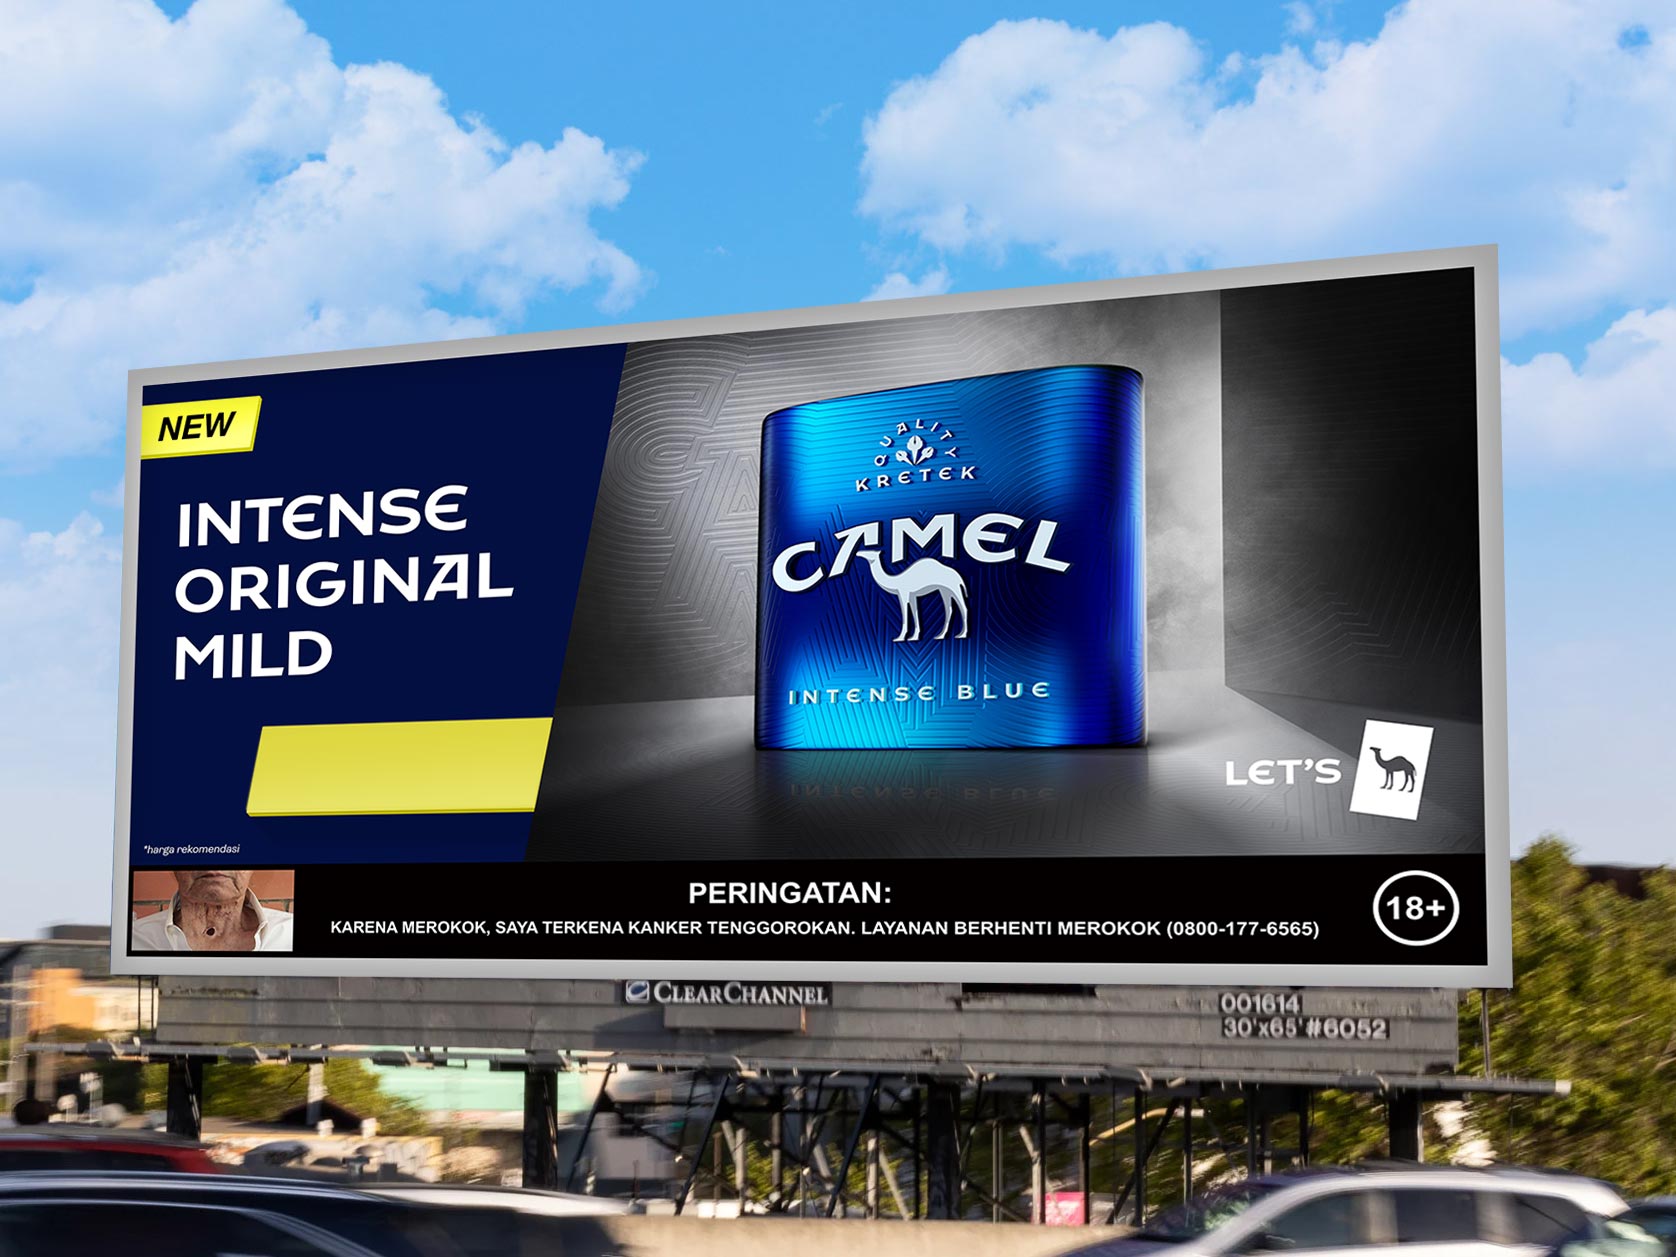 NEW
INTENSE
ORIGINAL
MILD
*harga rekomendasi
QUALITY
KRETEK
CAMEL
INTENSE BLUE
LET'S
PERINGATAN:
KARENA MEROKOK, SAYA TERKENA KANKER TENGGOROKAN. LAYANAN BERHENTI MEROKOK (0800-177-6565)
18+
CLEARCHANNEL
001614
30'x65'#6052